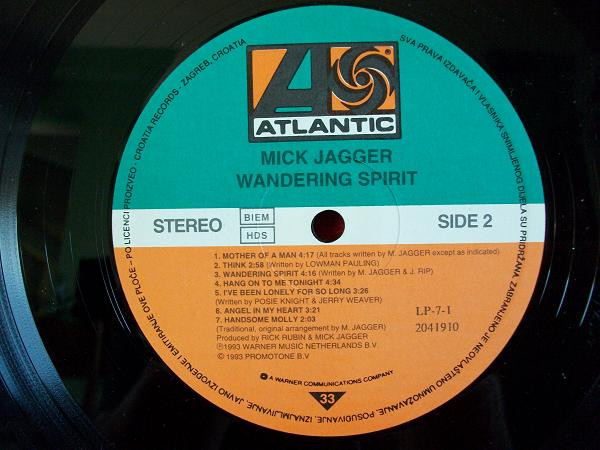 ATLANTIC
MICK JAGGER
WANDERING SPIRIT
STEREO
BIEM
HDS
SIDE 2
1. MOTHER OF A MAN 4:17 (All tracks written by M. JAGGER except as indicated)
2. THINK 2:58 (Written by LOWMAN PAULING)
3. WANDERING SPIRIT 4:16 (Written by M. JAGGER & J. RIP)
4. HANG ON TO ME TONIGHT 4:34
5. I'VE BEEN LONELY FOR SO LONG 3:26
(Written by POSIE KNIGHT & JERRY WEAVER)
6. ANGEL IN MY HEART 3:21
7. HANDSOME MOLLY 2:03
(Traditional, original arrangement by M. JAGGER)
Produced by RICK RUBIN & MICK JAGGER
℗1993 WARNER MUSIC NETHERLANDS B.V.
© 1993 PROMOTONE B.V
LP-7-1
2041910
A WARNER COMMUNICATIONS COMPANY
33
PO LICENCI PROIZVEO - CROATIA RECORDS - ZAGREB, CROATIA
SVA PRAVA IZDAVAČA I VLASNIKA SNIMLJENOG DIJELA SU PRIDRŽANA. ZABRANJENO JE NEOVLAŠTENO UMNOŽAVANJE, POSUĐIVANJE, IZNAJMLJIVANJE, JAVNO IZVOĐENJE I EMITIRANJE OVE PLOČE -